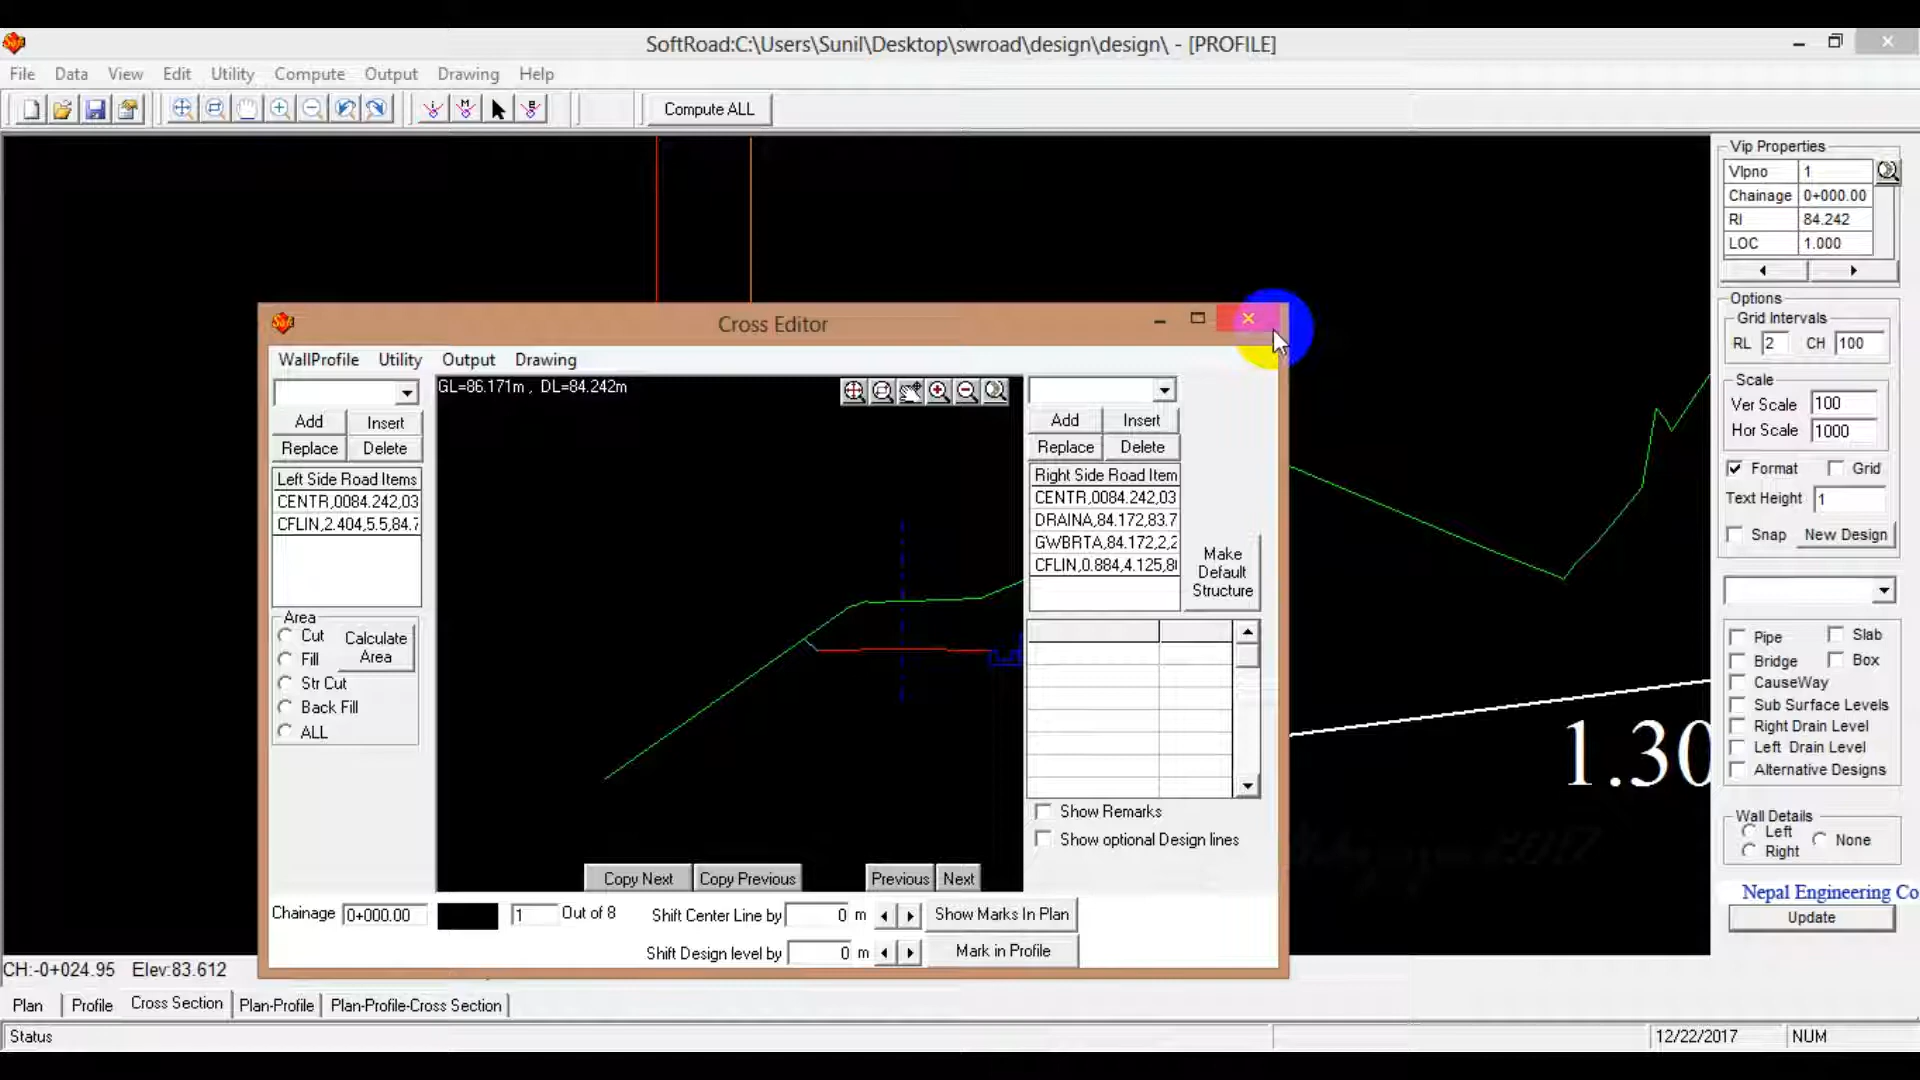 SoftRoad:C:\Users\Sunil\Desktop\swroad\design\design\ - [PROFILE]
File Data View Edit Utility Compute Output Drawing Help
Compute ALL
Vip Properties
VIpno 1
Chainage 0+000.00
Rl 84.242
LOC 1.000
Options
Grid Intervals
RL 2 CH 100
Scale
Ver Scale 100
Hor Scale 1000
Format Grid
Text Height 1
Snap New Design
Pipe Slab
Bridge Box
CauseWay
Sub Surface Levels
Right Drain Level
Left Drain Level
Alternative Designs
Wall Details
Left
Right
None
Nepal Engineering Co
Update
1.30
Cross Editor
WallProfile Utility Output Drawing
GL=86.171m , DL=84.242m
Add Insert
Replace Delete
Left Side Road Items
CENTR,0084.242,03
CFLIN,2.404,5.5,84.7
Area
Cut
Fill
Str Cut
Back Fill
ALL
Calculate Area
Add Insert
Replace Delete
Right Side Road Item
CENTR,0084.242,03
DRAINA,84.172,83.7
GWBRTA,84.172,2,2
CFLIN,0.884,4.125,8
Make
Default
Structure
Show Remarks
Show optional Design lines
Copy Next Copy Previous Previous Next
Chainage 0+000.00 1 Out of 8 Shift Center Line by 0 m Show Marks In Plan
Shift Design level by 0 m Mark in Profile
CH:-0+024.95 Elev:83.612
Plan Profile Cross Section Plan-Profile Plan-Profile-Cross Section
Status 12/22/2017 NUM